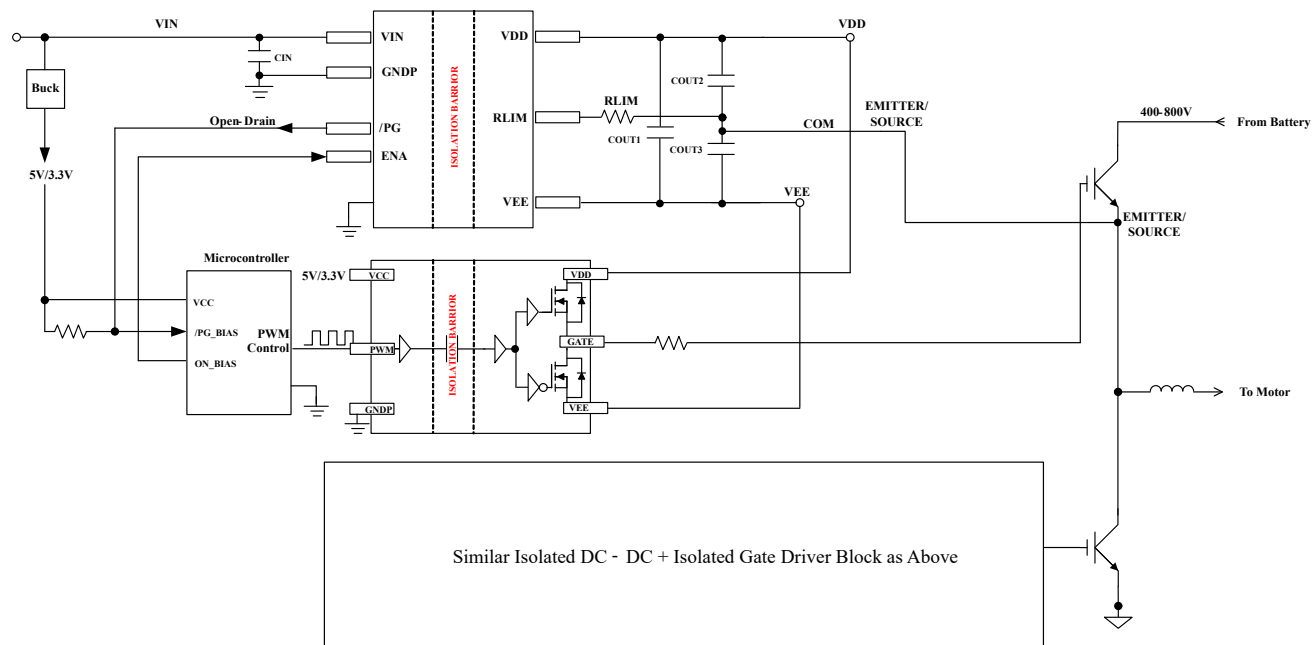 VIN
VDD
VIN
VDD
CIN
GNDP
COUT2
Buck
ISOLATION BARRIOR
RLIM
RLIM
EMITTER/
SOURCE
400-800V
From Battery
Open-Drain
/PG
COM
COUT1
COUT3
ENA
5V/3.3V
VEE
VEE
EMITTER/
SOURCE
Microcontroller
5V/3.3V
VCC
VDD
ISOLATION BARRIOR
VCC
/PG_BIAS
PWM
Control
ON_BIAS
PWM
GATE
GNDP
VEE
To Motor
Similar Isolated DC - DC + Isolated Gate Driver Block as Above